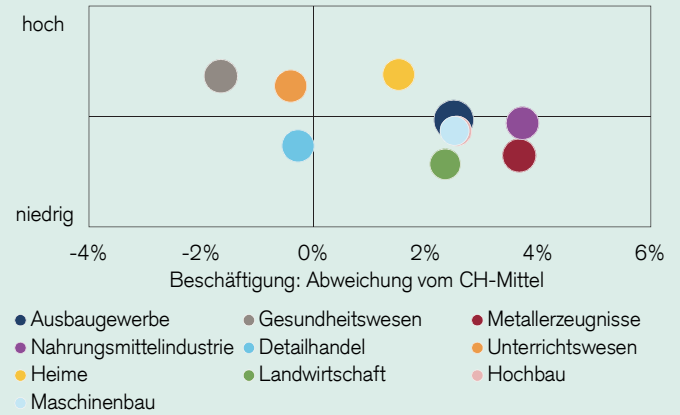 hoch
niedrig
-4% -2% 0% 2% 4% 6%
Beschäftigung: Abweichung vom CH-Mittel
Ausbaugewerbe Gesundheitswesen Metallerzeugnisse
Nahrungsmittelindustrie Detailhandel Unterrichtswesen
Heime Landwirtschaft Hochbau
Maschinenbau